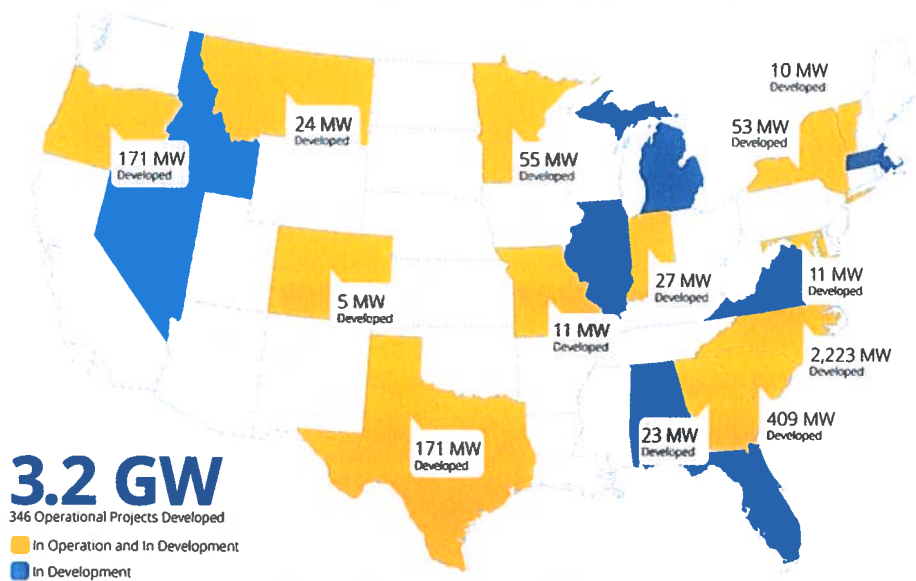 10 MW
Developed
53 MW
Developed
24 MW
Developed
171 MW
Developed
55 MW
Developed
27 MW
Developed
11 MW
Developed
5 MW
Developed
11 MW
Developed
2,223 MW
Developed
409 MW
Developed
23 MW
Developed
171 MW
Developed
3.2 GW
346 Operational Projects Developed
In Operation and In Development
In Development